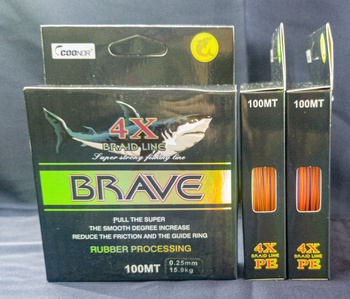 COONOR
4X
BRAID LINE
Super strong fishing line
BRAVE
PULL THE SUPER
THE SMOOTH DEGREE INCREASE
REDUCE THE FRICTION AND THE GUIDE RING
RUBBER PROCESSING
100MT
0.25mm
15.9kg
100MT
4X
BRAID LINE
PE
100MT
4X
BRAID LINE
PE